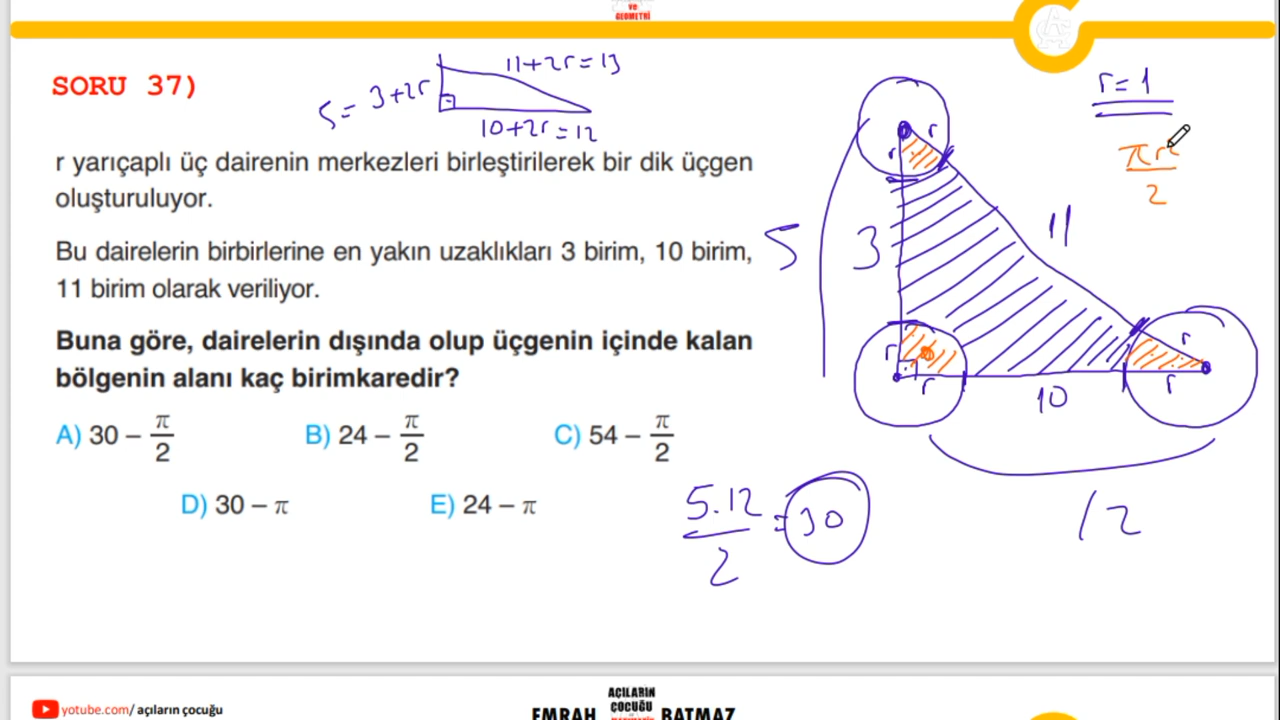 ve
GEOMETRİ
SORU 37)
5 = 3+2r
11+2r=13
10+2r=12
r yarıçaplı üç dairenin merkezleri birleştirilerek bir dik üçgen
oluşturuluyor.
Bu dairelerin birbirlerine en yakın uzaklıkları 3 birim, 10 birim,
11 birim olarak veriliyor.
Buna göre, dairelerin dışında olup üçgenin içinde kalan
bölgenin alanı kaç birimkaredir?
A) 30 – π/2
B) 24 – π/2
C) 54 – π/2
D) 30 – π
E) 24 – π
r=1
πr²/2
r
r
5
3
11
r
r
r
r
10
12
5.12/2 = 30
yotube.com/ açıların çocuğu
AÇILARIN
ÇOCUĞU
EMRAH BATMAZ